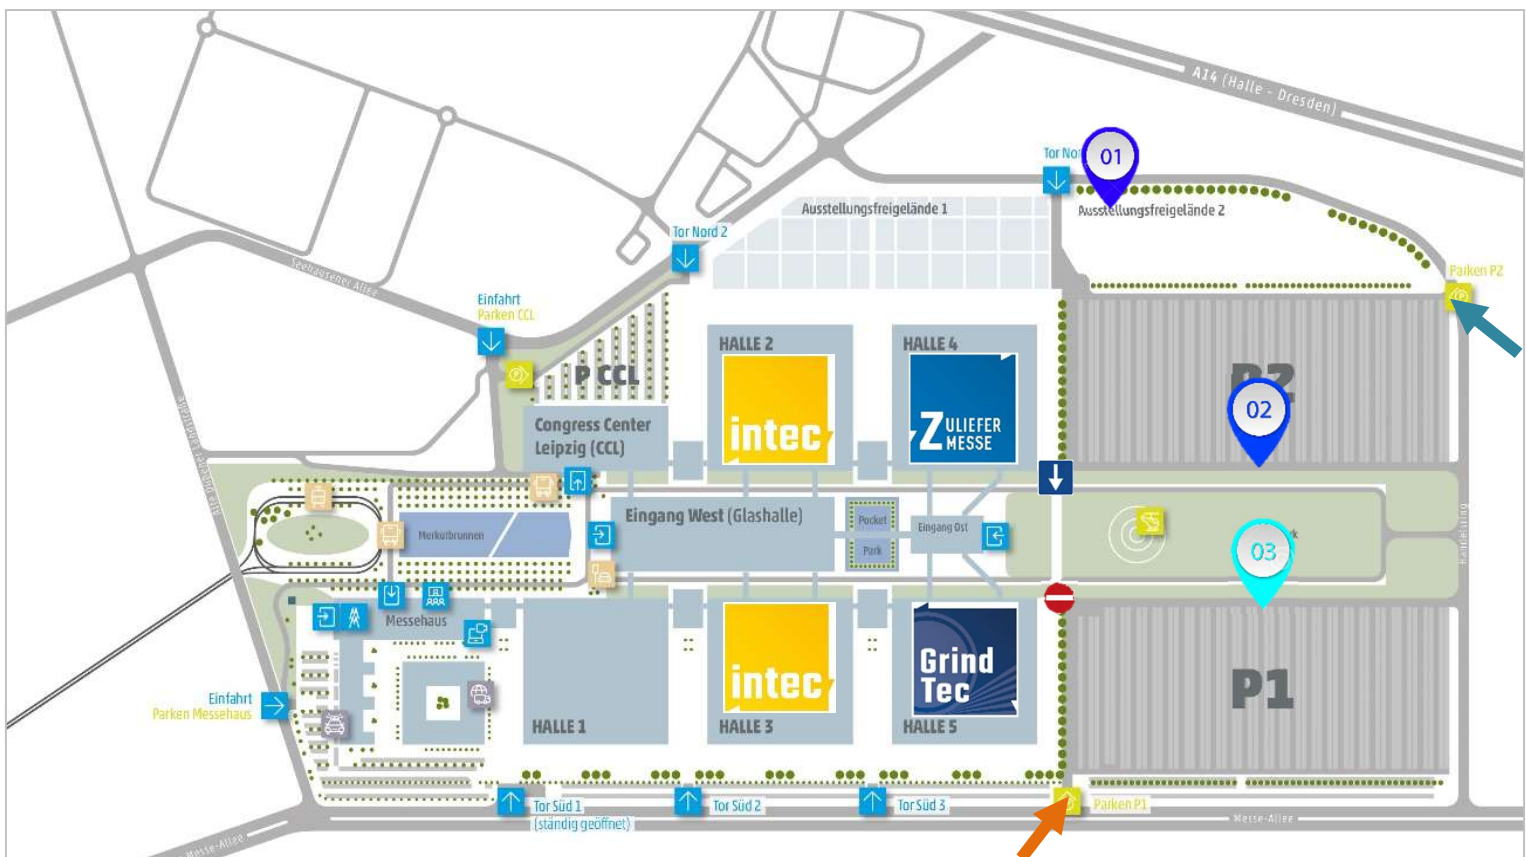 A14 (Halle - Dresden)
Tor No
01
Ausstellungsfreigelände 1
Ausstellungsfreigelände 2
Tor Nord 2
Seehausener Allee
Parken P2
Einfahrt
Parken CCL
HALLE 2
HALLE 4
P CCL
P2
intec
ZULIEFER
MESSE
02
Congress Center
Leipzig (CCL)
Eingang West (Glashalle)
Pocket
Park
Eingang Ost
Merkurbrunnen
03
Handelsring
Messehaus
intec
Grind
Tec
P1
Einfahrt
Parken Messehaus
HALLE 1
HALLE 3
HALLE 5
Tor Süd 1
(ständig geöffnet)
Tor Süd 2
Tor Süd 3
Parken P1
Messe-Allee
Messe-Allee